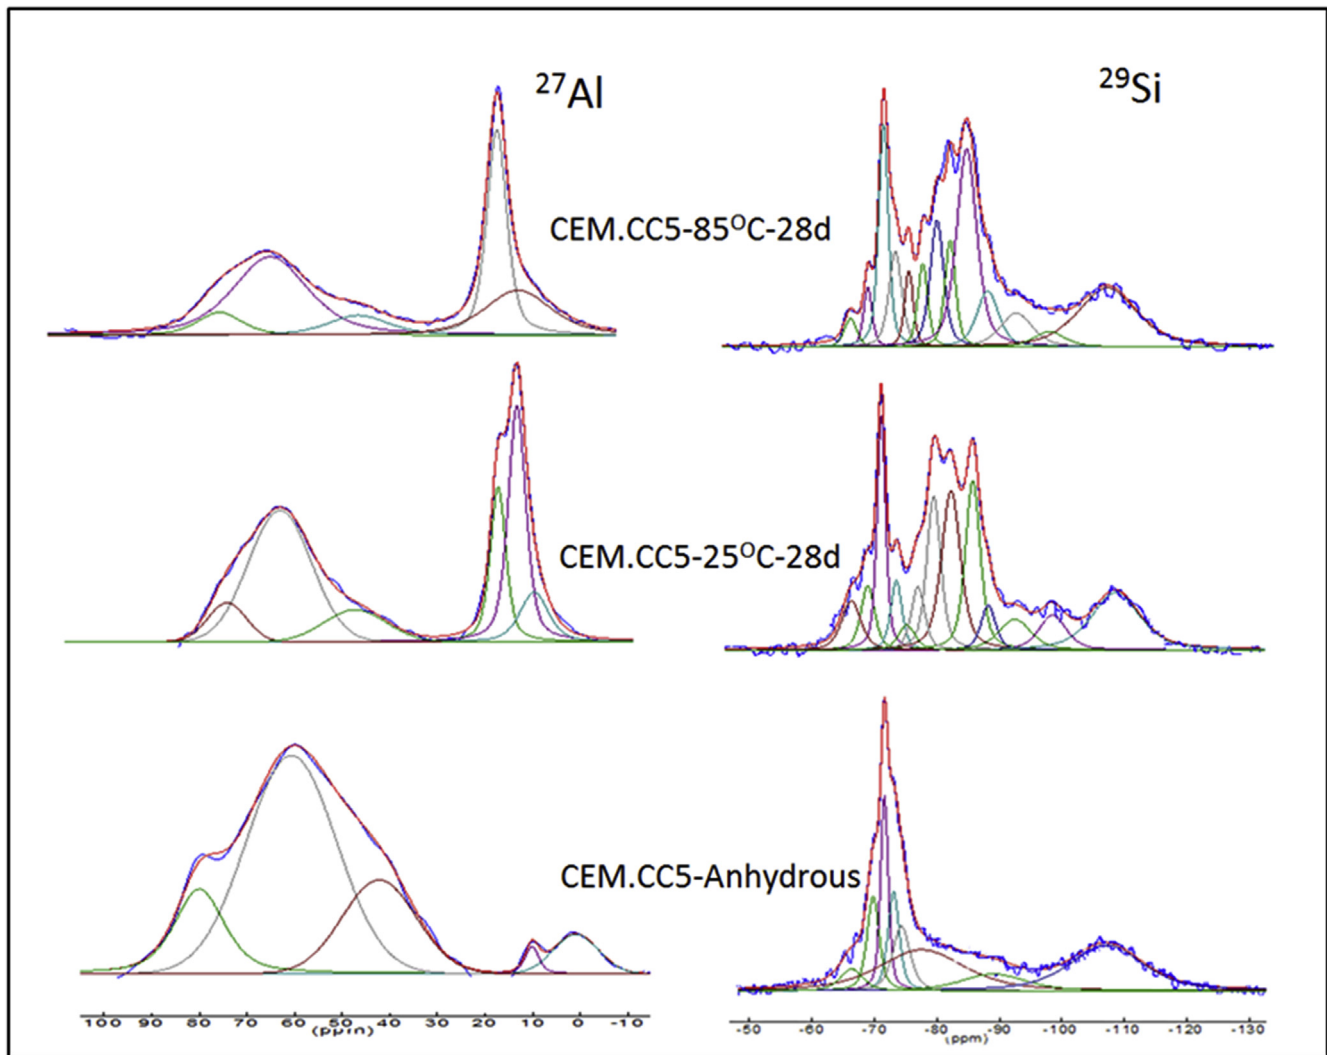 27Al
29Si
CEM.CC5-85OC-28d
CEM.CC5-25OC-28d
CEM.CC5-Anhydrous
100 90 80 70 60 50 40 30 20 10 0 -10
(ppm)
-50 -60 -70 -80 -90 -100 -110 -120 -130
(ppm)